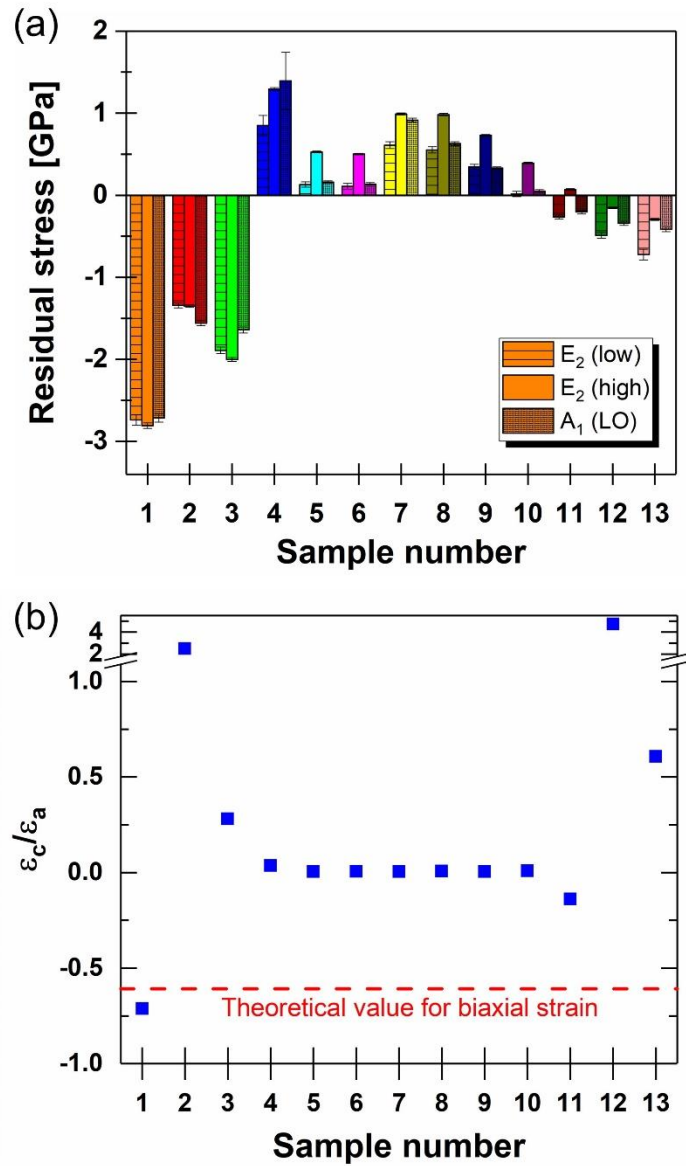 (a)
2
1
0
-1
-2
-3
Residual stress [GPa]
E₂ (low)
E₂ (high)
A₁ (LO)
1 2 3 4 5 6 7 8 9 10 11 12 13
Sample number
(b)
4
2
1.0
0.5
0.0
-0.5
-1.0
εc/εa
Theoretical value for biaxial strain
1 2 3 4 5 6 7 8 9 10 11 12 13
Sample number